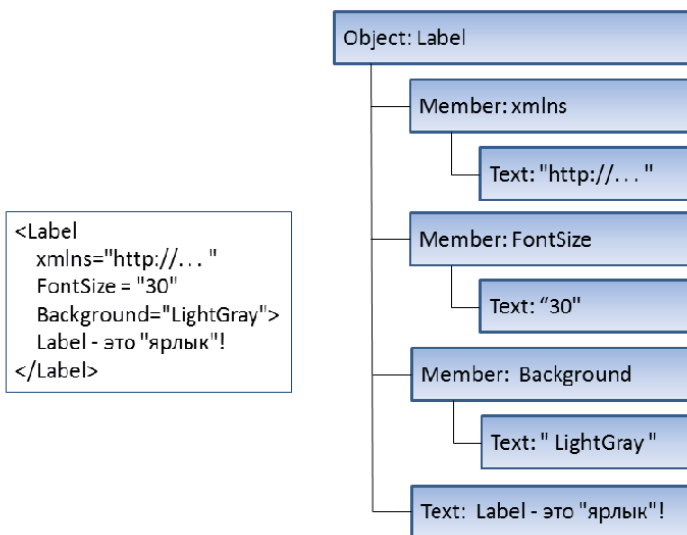 Object: Label
Member: xmlns
Text: "http://. . . "
<Label
xmlns="http://. . . "
FontSize = "30"
Background="LightGray">
Label - это "ярлык"!
</Label>
Member: FontSize
Text: “30"
Member:  Background
Text: " LightGray "
Text:  Label - это "ярлык"!